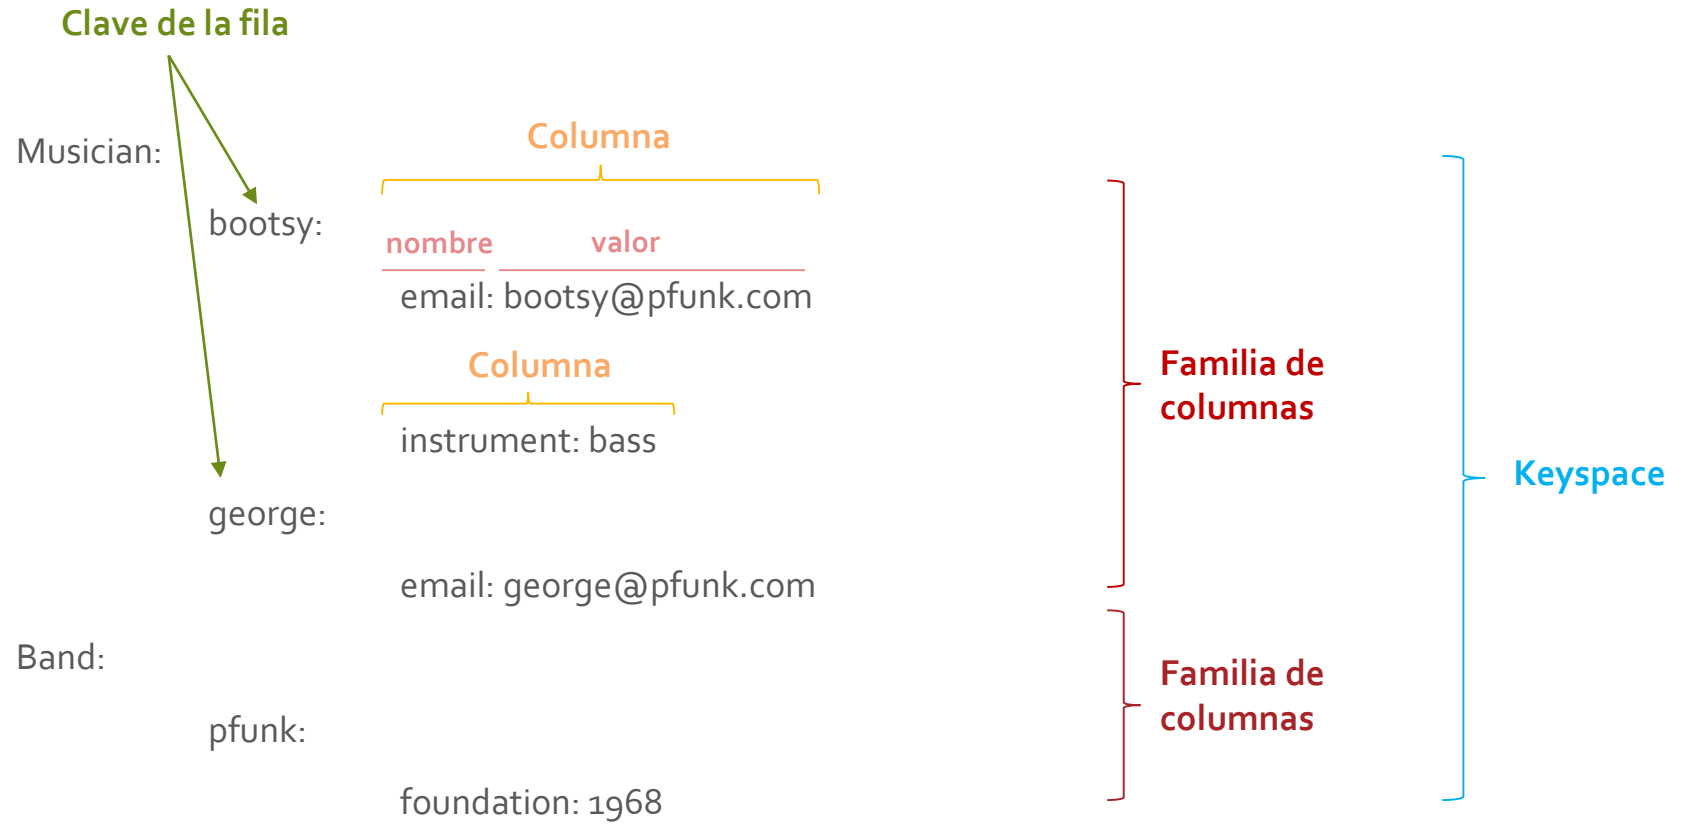 Clave de la fila
Columna
Musician:
bootsy:
nombre valor
email: bootsy@pfunk.com
Columna
Familia de
columnas
instrument: bass
Keyspace
george:
email: george@pfunk.com
Band:
Familia de
columnas
pfunk:
foundation: 1968